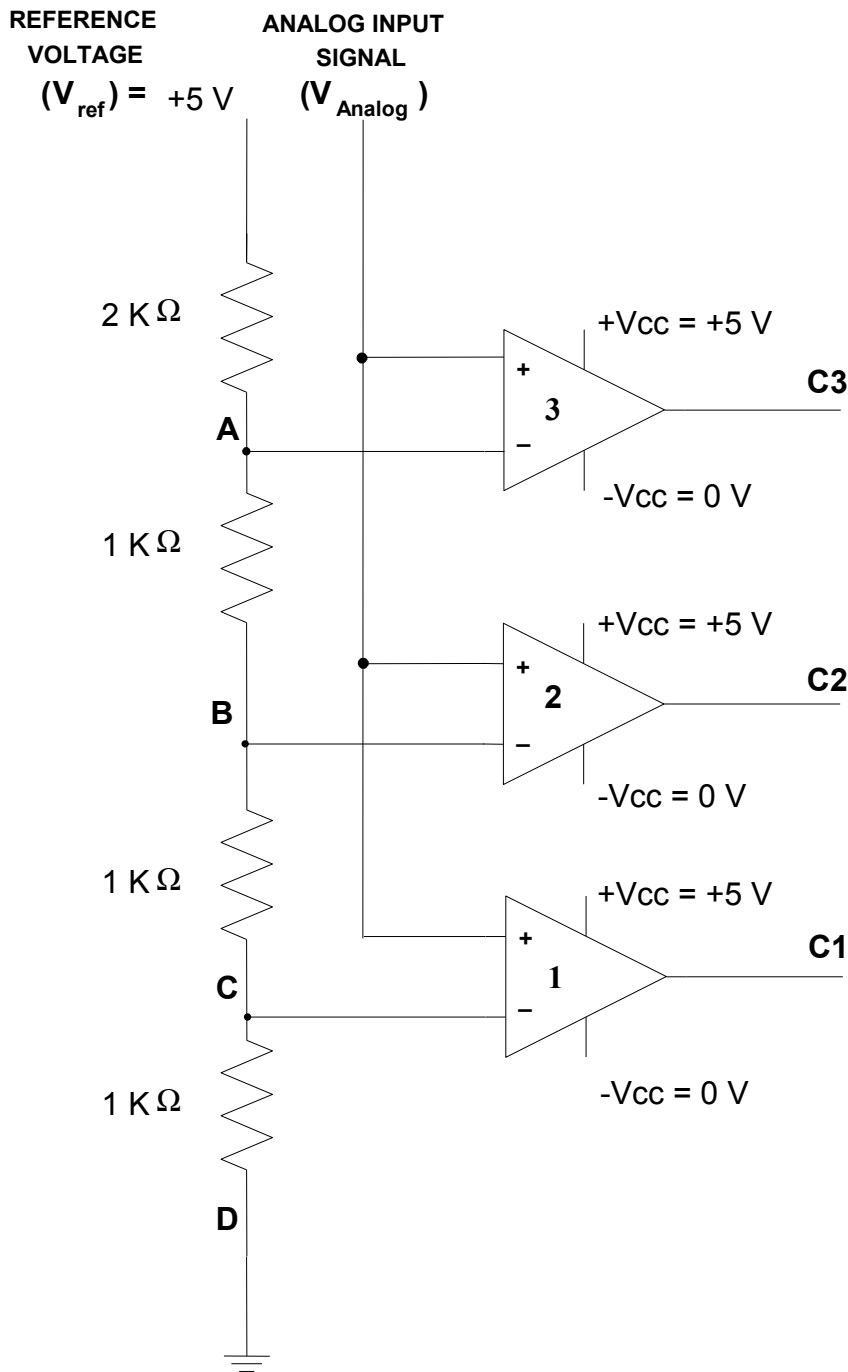 REFERENCE
VOLTAGE
(Vref) = +5 V
ANALOG INPUT
SIGNAL
(VAnalog )
2 KΩ
+Vcc = +5 V
+
3
–
C3
A
-Vcc = 0 V
1 KΩ
+Vcc = +5 V
+
2
–
C2
B
-Vcc = 0 V
1 KΩ
+Vcc = +5 V
+
1
–
C1
C
-Vcc = 0 V
1 KΩ
D